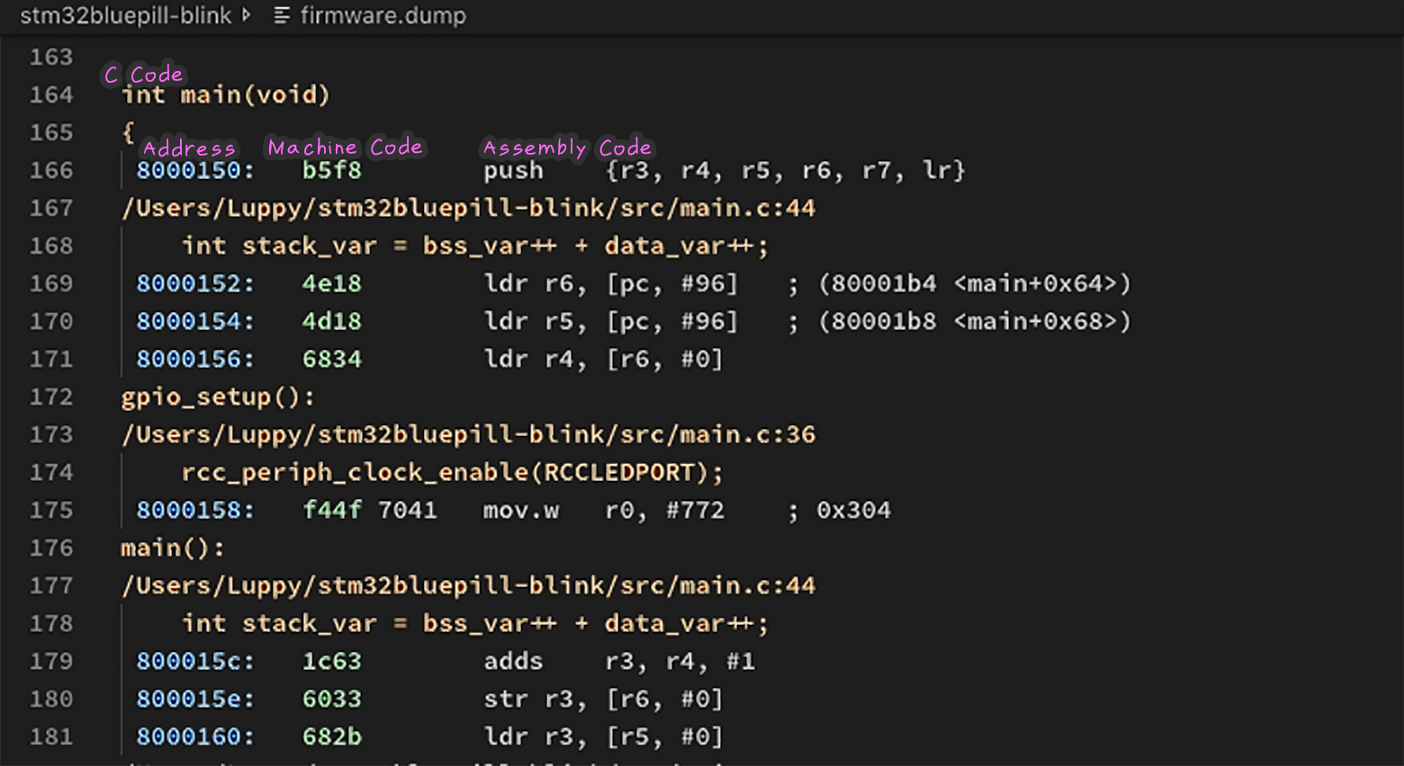 stm32bluepill-blink firmware.dump
163
C Code
164 int main(void)
165 {
Address Machine Code Assembly Code
166 8000150: b5f8 push {r3, r4, r5, r6, r7, lr}
167 /Users/Luppy/stm32bluepill-blink/src/main.c:44
168 int stack_var = bss_var++ + data_var++;
169 8000152: 4e18 ldr r6, [pc, #96] ; (80001b4 <main+0x64>)
170 8000154: 4d18 ldr r5, [pc, #96] ; (80001b8 <main+0x68>)
171 8000156: 6834 ldr r4, [r6, #0]
172 gpio_setup():
173 /Users/Luppy/stm32bluepill-blink/src/main.c:36
174 rcc_periph_clock_enable(RCCLEDPORT);
175 8000158: f44f 7041 mov.w r0, #772 ; 0x304
176 main():
177 /Users/Luppy/stm32bluepill-blink/src/main.c:44
178 int stack_var = bss_var++ + data_var++;
179 800015c: 1c63 adds r3, r4, #1
180 800015e: 6033 str r3, [r6, #0]
181 8000160: 682b ldr r3, [r5, #0]